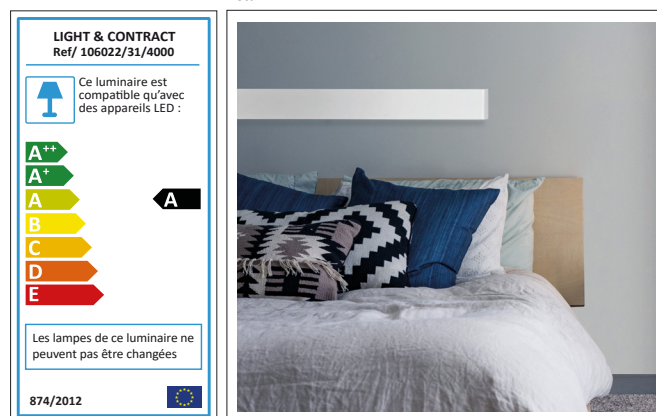 LIGHT & CONTRACT
Ref/ 106022/31/4000
Ce luminaire est
compatible qu'avec
des appareils LED :
A++
A+
A
A
B
C
D
E
Les lampes de ce luminaire ne
peuvent pas être changées
874/2012